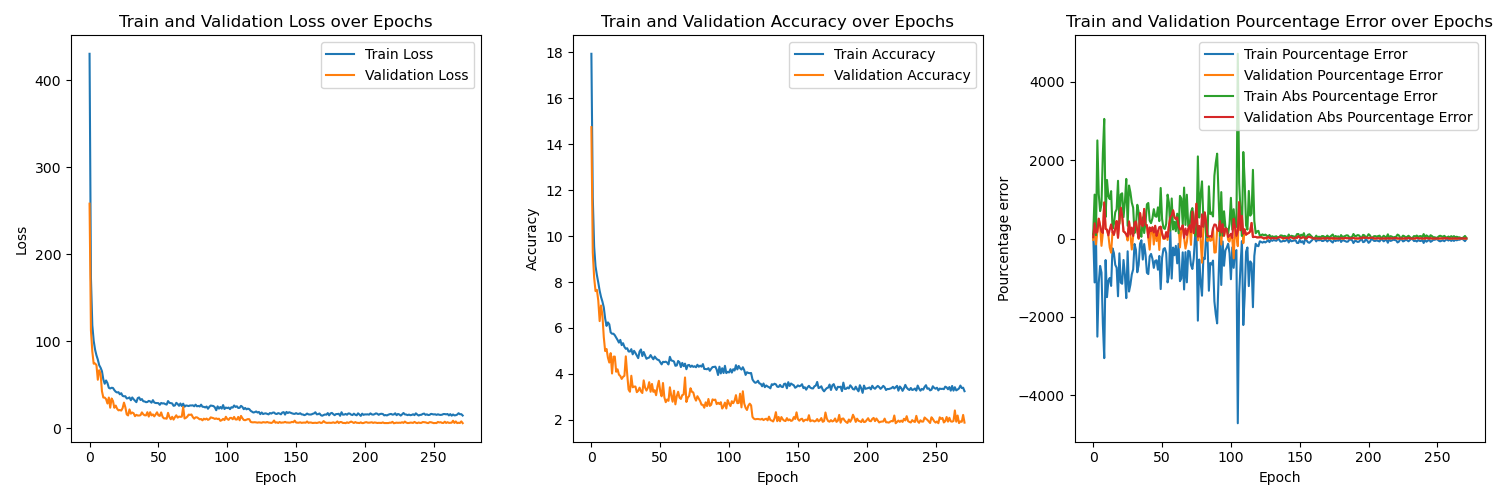 Train and Validation Loss over Epochs
Train Loss
Validation Loss
400
300
200
100
0
Loss
0 50 100 150 200 250
Epoch
Train and Validation Accuracy over Epochs
Train Accuracy
Validation Accuracy
18
16
14
12
10
8
6
4
2
Accuracy
0 50 100 150 200 250
Epoch
Train and Validation Pourcentage Error over Epochs
Train Pourcentage Error
Validation Pourcentage Error
Train Abs Pourcentage Error
Validation Abs Pourcentage Error
4000
2000
0
−2000
−4000
Pourcentage error
0 50 100 150 200 250
Epoch